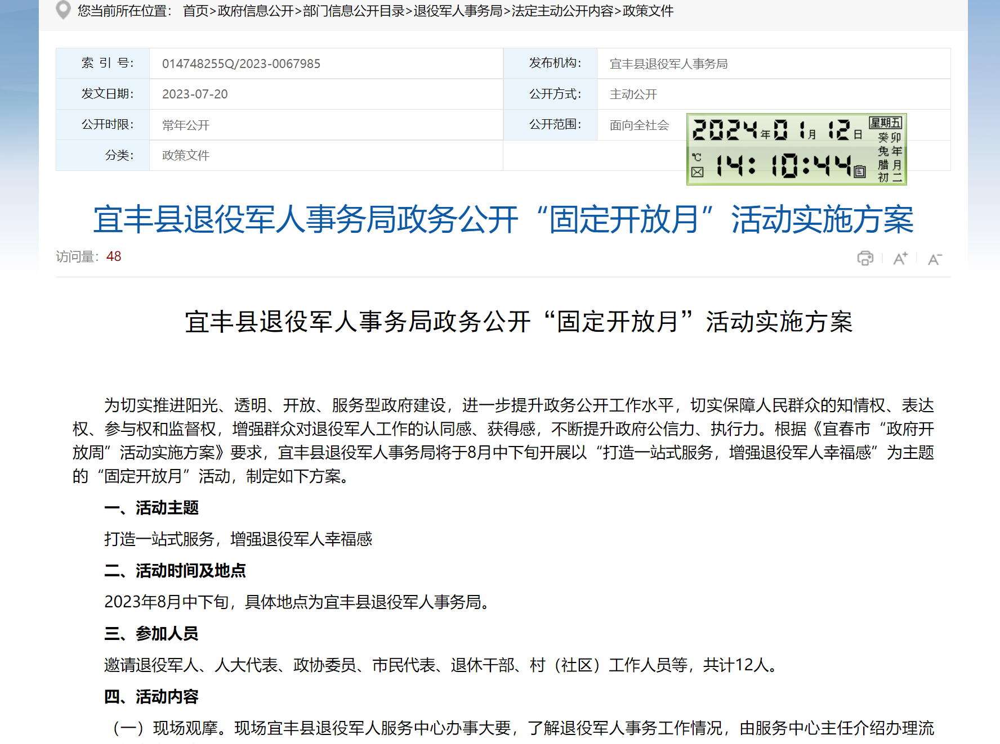 您当前所在位置： 首页>政府信息公开>部门信息公开目录>退役军人事务局>法定主动公开内容>政策文件
索 引 号： 014748255Q/2023-0067985 发布机构： 宜丰县退役军人事务局
发文日期： 2023-07-20 公开方式： 主动公开
公开时限： 常年公开 公开范围： 面向全社会
分类： 政策文件
2024年01月12日 星期五
癸卯
兔年
腊月
初二
℃ 14:10:44
宜丰县退役军人事务局政务公开“固定开放月”活动实施方案
访问量： 48
A+ A-
宜丰县退役军人事务局政务公开“固定开放月”活动实施方案
为切实推进阳光、透明、开放、服务型政府建设，进一步提升政务公开工作水平，切实保障人民群众的知情权、表达
权、参与权和监督权，增强群众对退役军人工作的认同感、获得感，不断提升政府公信力、执行力。根据《宜春市“政府开
放周”活动实施方案》要求，宜丰县退役军人事务局将于8月中下旬开展以“打造一站式服务，增强退役军人幸福感”为主题
的“固定开放月”活动，制定如下方案。
一、活动主题
打造一站式服务，增强退役军人幸福感
二、活动时间及地点
2023年8月中下旬，具体地点为宜丰县退役军人事务局。
三、参加人员
邀请退役军人、人大代表、政协委员、市民代表、退休干部、村（社区）工作人员等，共计12人。
四、活动内容
（一）现场观摩。现场宜丰县退役军人服务中心办事大要，了解退役军人事务工作情况，由服务中心主任介绍办理流